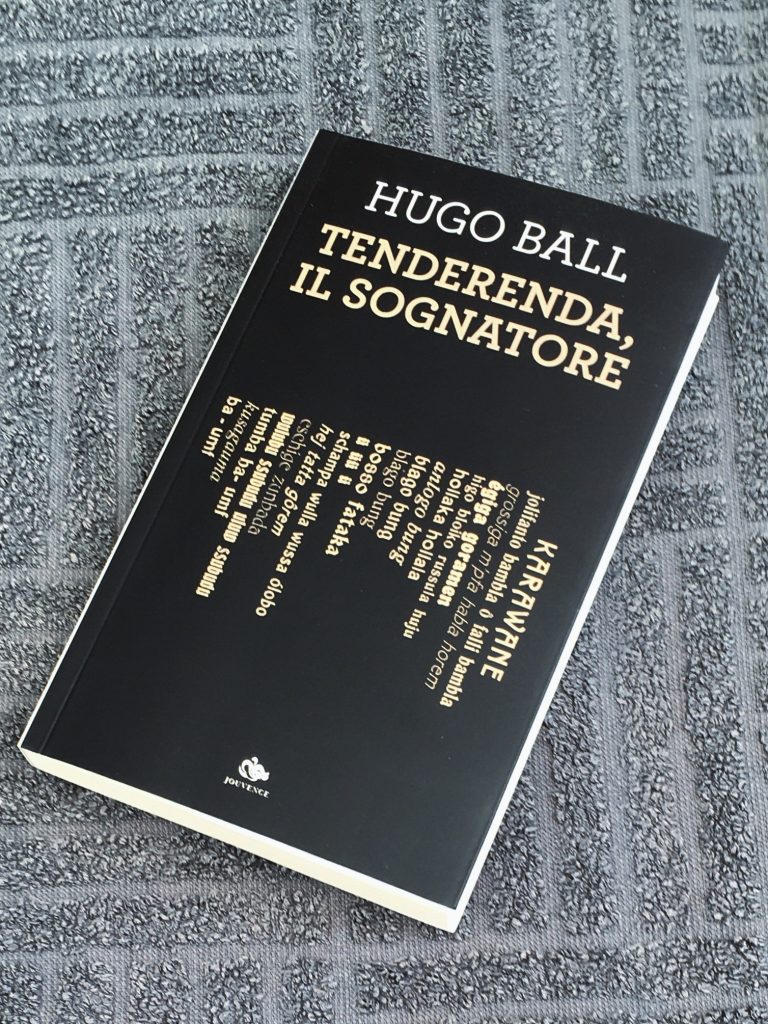 HUGO BALL
TENDERENDA,
IL SOGNATORE
KARAWANE
jolifanto bambla ô falli bambla
grossiga m'pfa habla horem
égiga goramen
higo bloiko russula huju
hollaka hollala
anlogo bung
blago bung
blago bung
bosso fataka
ü üü ü
schampa wulla wussa ólobo
hej tatta gôrem
eschige zunbada
wulubu ssubudu uluw ssubudu
tumba ba- umf
kusagauma
ba - umf
JOUVENCE